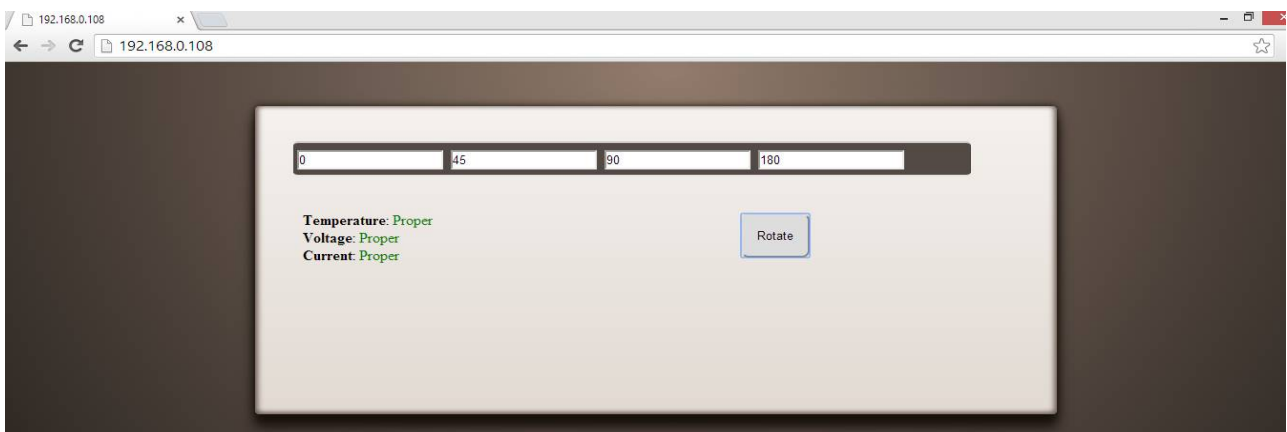 192.168.0.108
192.168.0.108
0 45 90 180
Temperature: Proper
Voltage: Proper
Current: Proper
Rotate